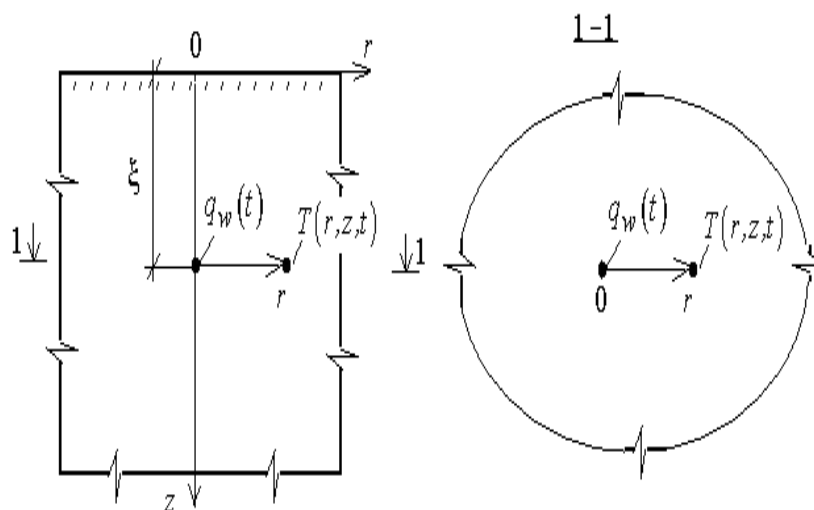 0
r
1-1
ξ
q_w(t)
T(r,z,t)
1
r
1
z
q_w(t)
T(r,z,t)
0
r